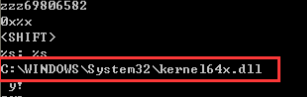 zzz69806582
0x%x
<SHIFT>
%s: %s
C:\WINDOWS\System32\kernel64x.dll
y!